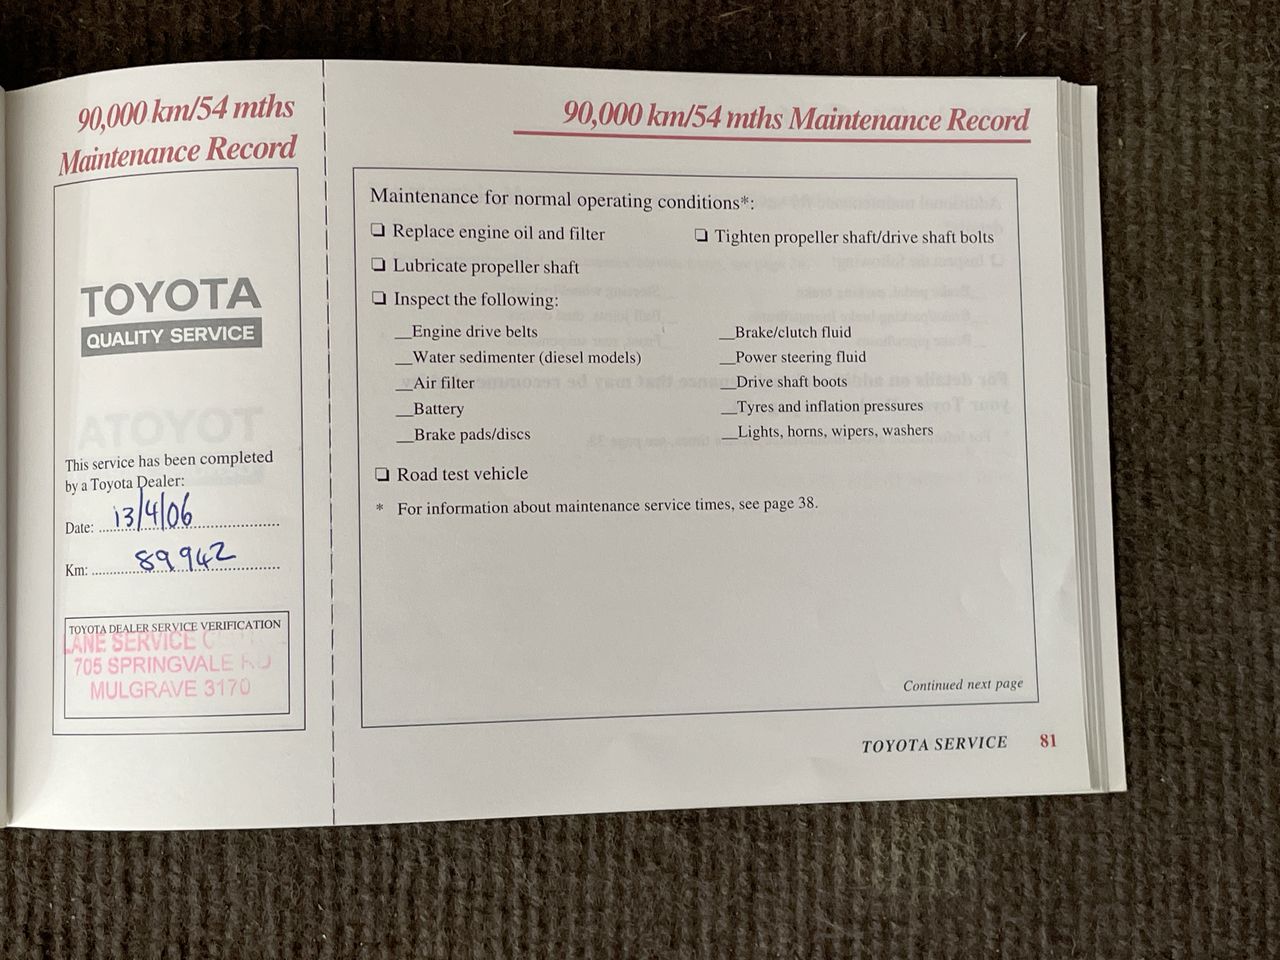 90,000 km/54 mths
Maintenance Record
TOYOTA
QUALITY SERVICE
This service has been completed
by a Toyota Dealer:
Date: 13/4/06
Km: 89942
TOYOTA DEALER SERVICE VERIFICATION
LANE SERVICE
705 SPRINGVALE RD
MULGRAVE 3170
90,000 km/54 mths Maintenance Record
Maintenance for normal operating conditions*:
❏ Replace engine oil and filter
❏ Tighten propeller shaft/drive shaft bolts
❏ Lubricate propeller shaft
❏ Inspect the following:
__Engine drive belts
__Water sedimenter (diesel models)
__Air filter
__Battery
__Brake pads/discs
__Brake/clutch fluid
__Power steering fluid
__Drive shaft boots
__Tyres and inflation pressures
__Lights, horns, wipers, washers
❏ Road test vehicle
* For information about maintenance service times, see page 38.
Continued next page
TOYOTA SERVICE 81